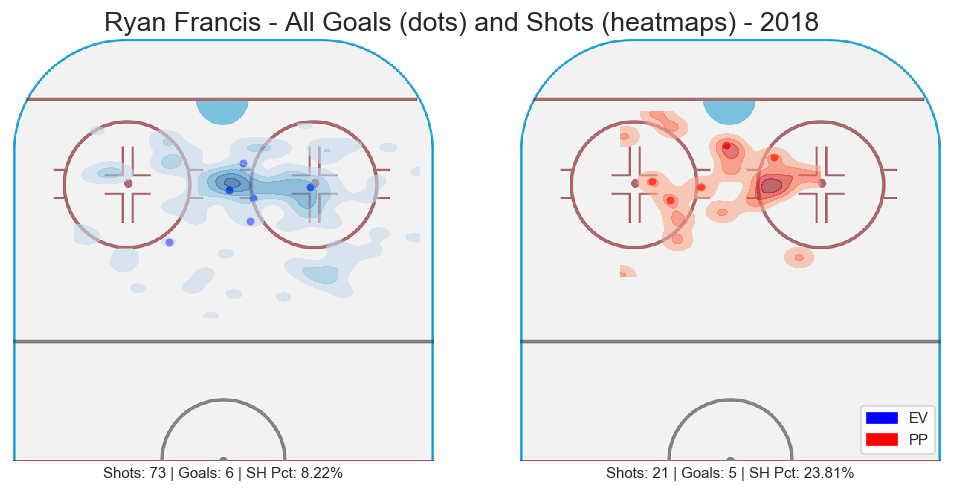 Ryan Francis - All Goals (dots) and Shots (heatmaps) - 2018
EV
PP
Shots: 73 | Goals: 6 | SH Pct: 8.22%
Shots: 21 | Goals: 5 | SH Pct: 23.81%